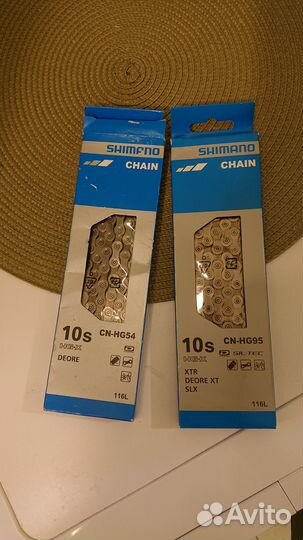 SHIMFNO
CHAIN
10s
CN-HG54
HG-X
DEORE
116L
SHIMANO
CHAIN
10s
CN-HG95
HG-X
SIL-TEC
XTR
DEORE XT
SLX
116L
Avito